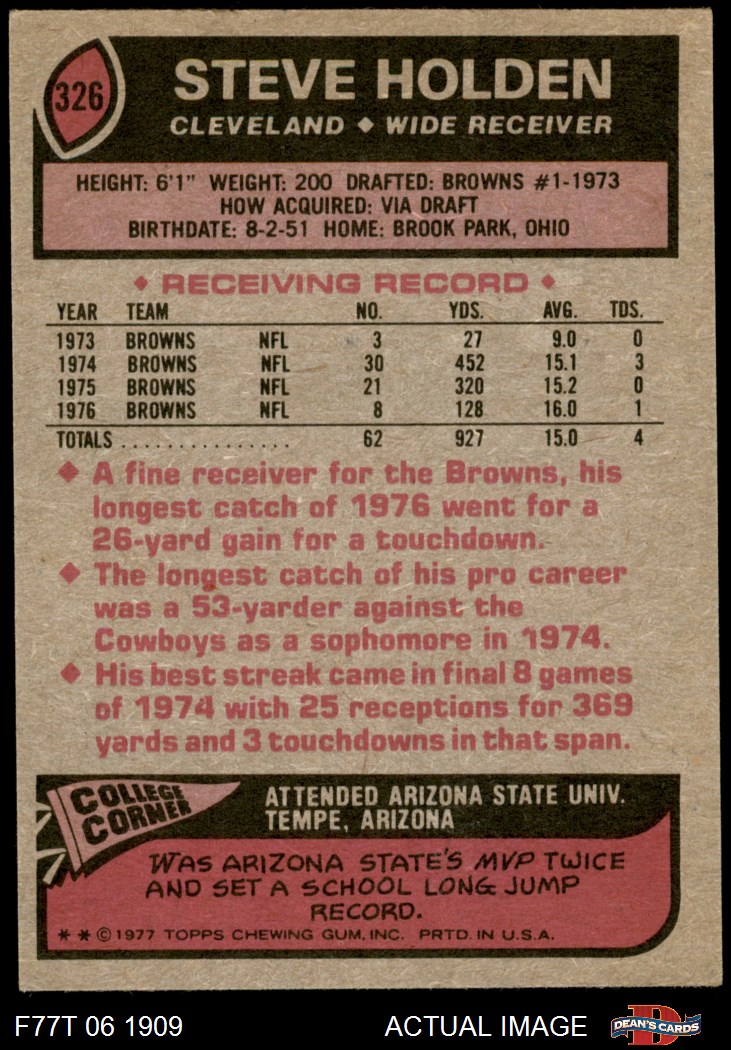 326
STEVE HOLDEN
CLEVELAND ◆ WIDE RECEIVER
HEIGHT: 6'1" WEIGHT: 200 DRAFTED: BROWNS #1-1973
HOW ACQUIRED: VIA DRAFT
BIRTHDATE: 8-2-51 HOME: BROOK PARK, OHIO
◆ RECEIVING RECORD ◆
YEAR TEAM NO. YDS. AVG. TDS.
1973 BROWNS NFL 3 27 9.0 0
1974 BROWNS NFL 30 452 15.1 3
1975 BROWNS NFL 21 320 15.2 0
1976 BROWNS NFL 8 128 16.0 1
TOTALS . . . . . . . . . . . . . . . . 62 927 15.0 4
◆ A fine receiver for the Browns, his
longest catch of 1976 went for a
26-yard gain for a touchdown.
◆ The longest catch of his pro career
was a 53-yarder against the
Cowboys as a sophomore in 1974.
◆ His best streak came in final 8 games
of 1974 with 25 receptions for 369
yards and 3 touchdowns in that span.
COLLEGE
CORNER
ATTENDED ARIZONA STATE UNIV.
TEMPE, ARIZONA
WAS ARIZONA STATE'S MVP TWICE
AND SET A SCHOOL LONG JUMP
RECORD.
* * © 1977 TOPPS CHEWING GUM, INC. PRTD. IN U.S.A.
F77T 06 1909 ACTUAL IMAGE D DEAN'S CARDS